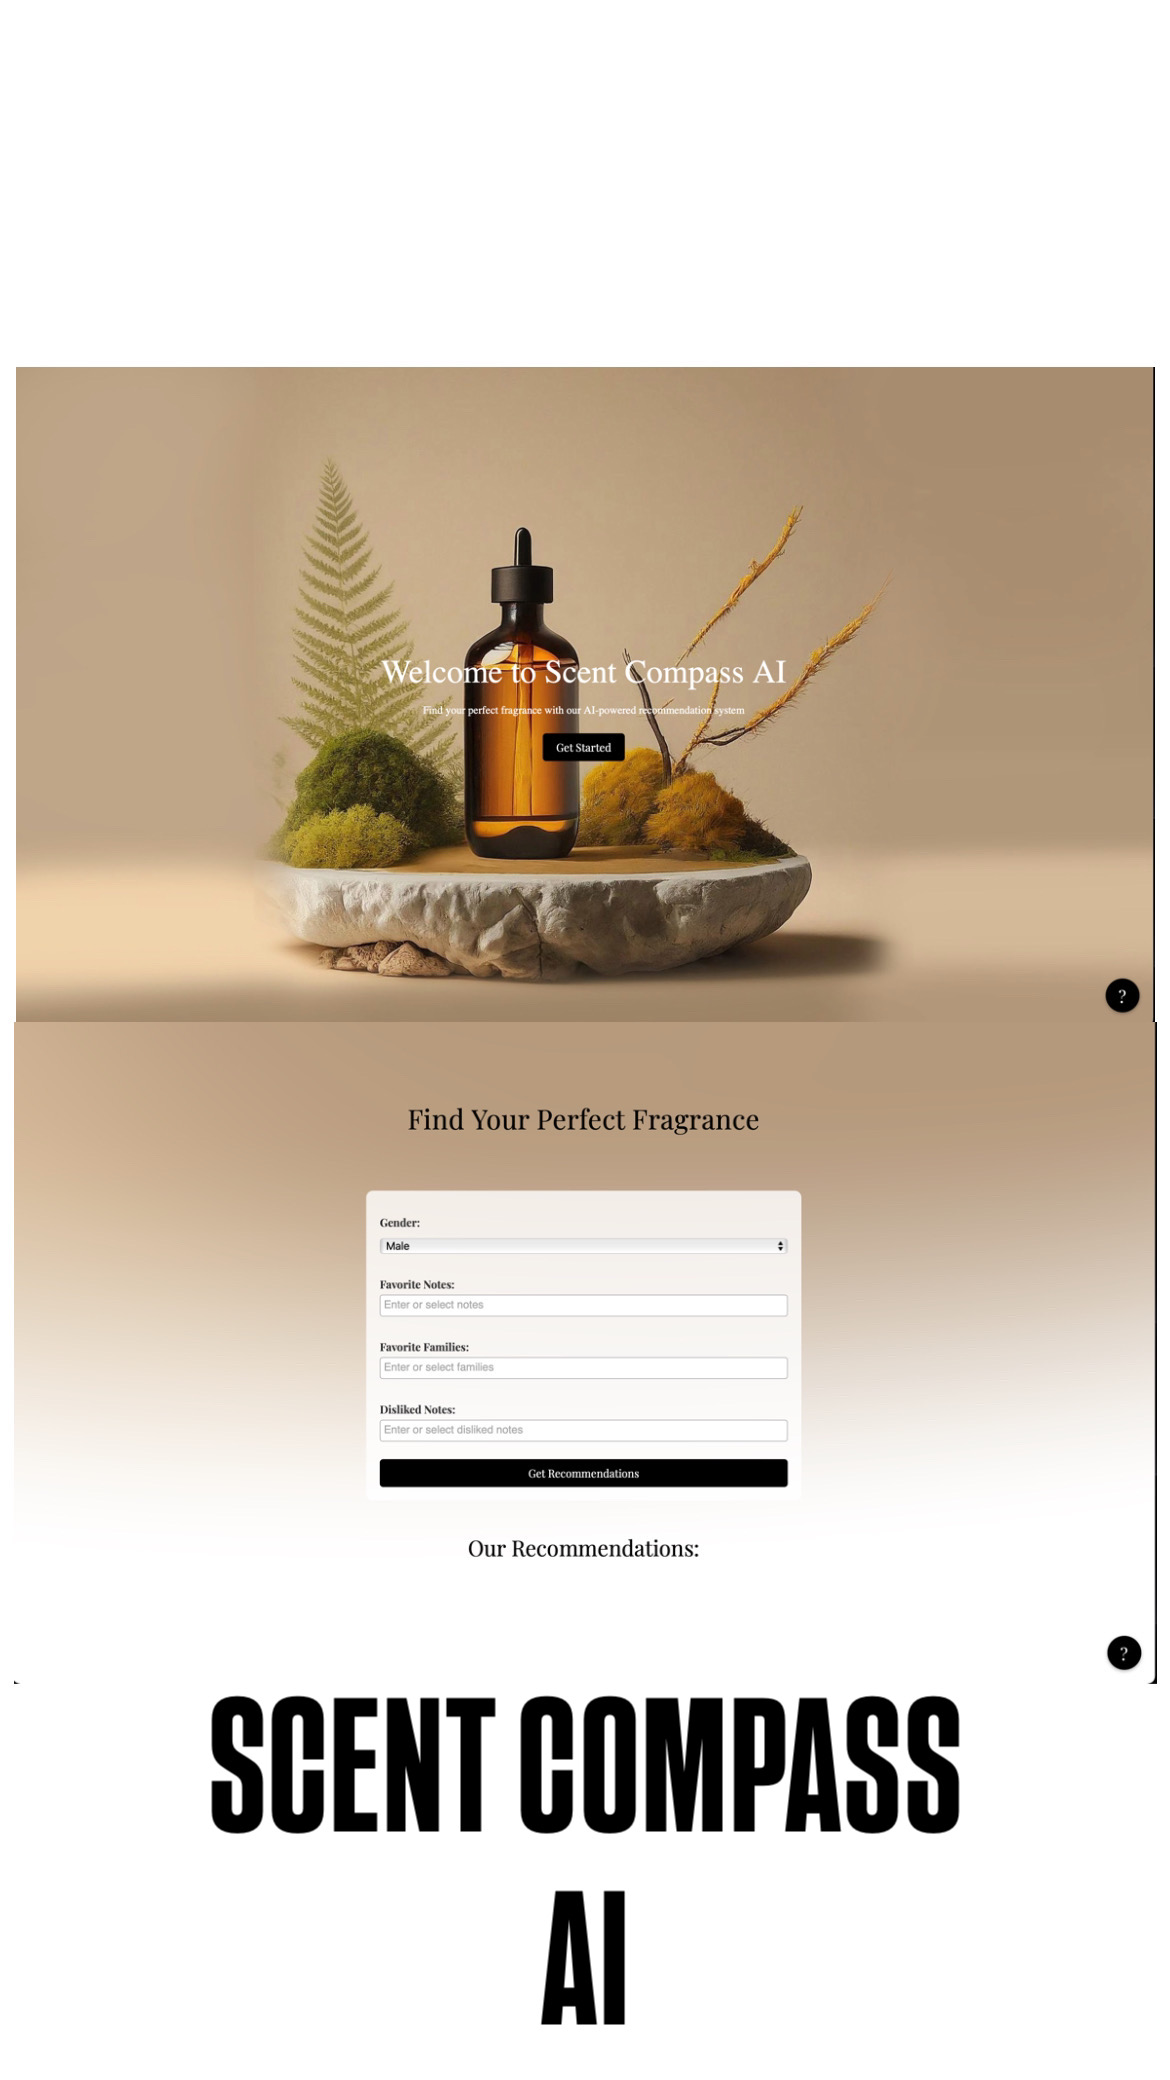 Welcome to Scent Compass AI
Find your perfect fragrance with our AI-powered recommendation system
Get Started
?
Find Your Perfect Fragrance
Gender:
Male
Favorite Notes:
Enter or select notes
Favorite Families:
Enter or select families
Disliked Notes:
Enter or select disliked notes
Get Recommendations
Our Recommendations:
?
SCENT COMPASS
AI